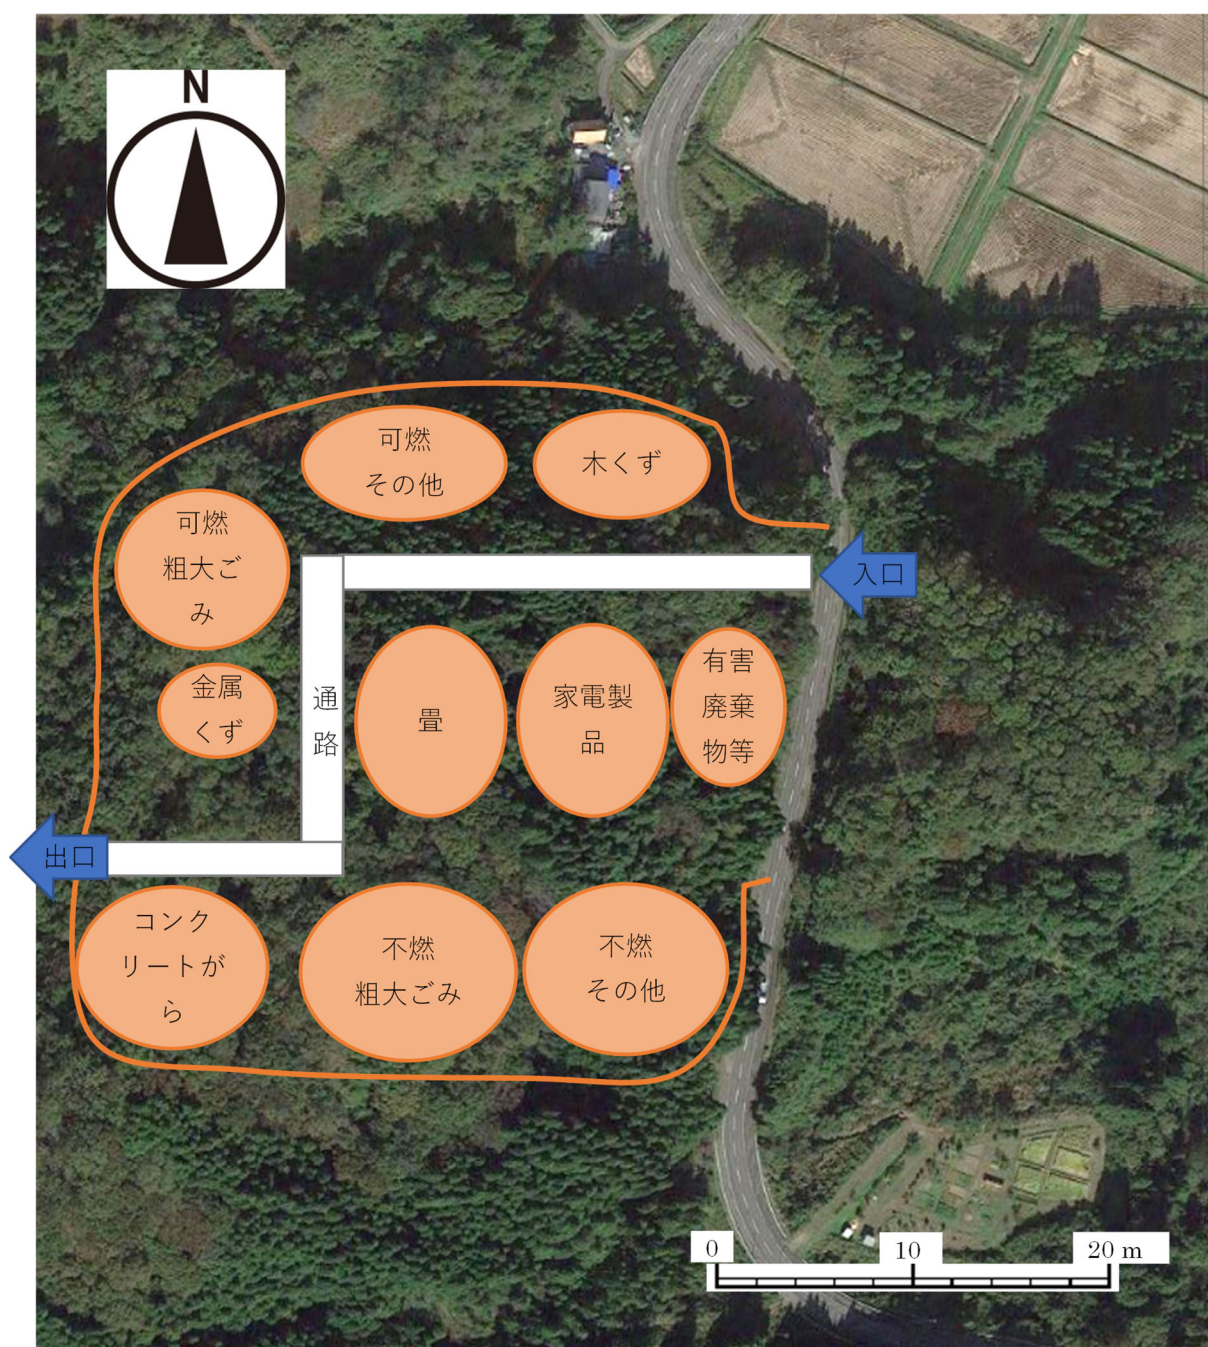 N
可燃
その他
木くず
可燃
粗大ご
み
入口
金属
くず
通
路
畳
家電製
品
有害
廃棄
物等
出口
コンク
リートが
ら
不燃
粗大ごみ
不燃
その他
0
10
20 m